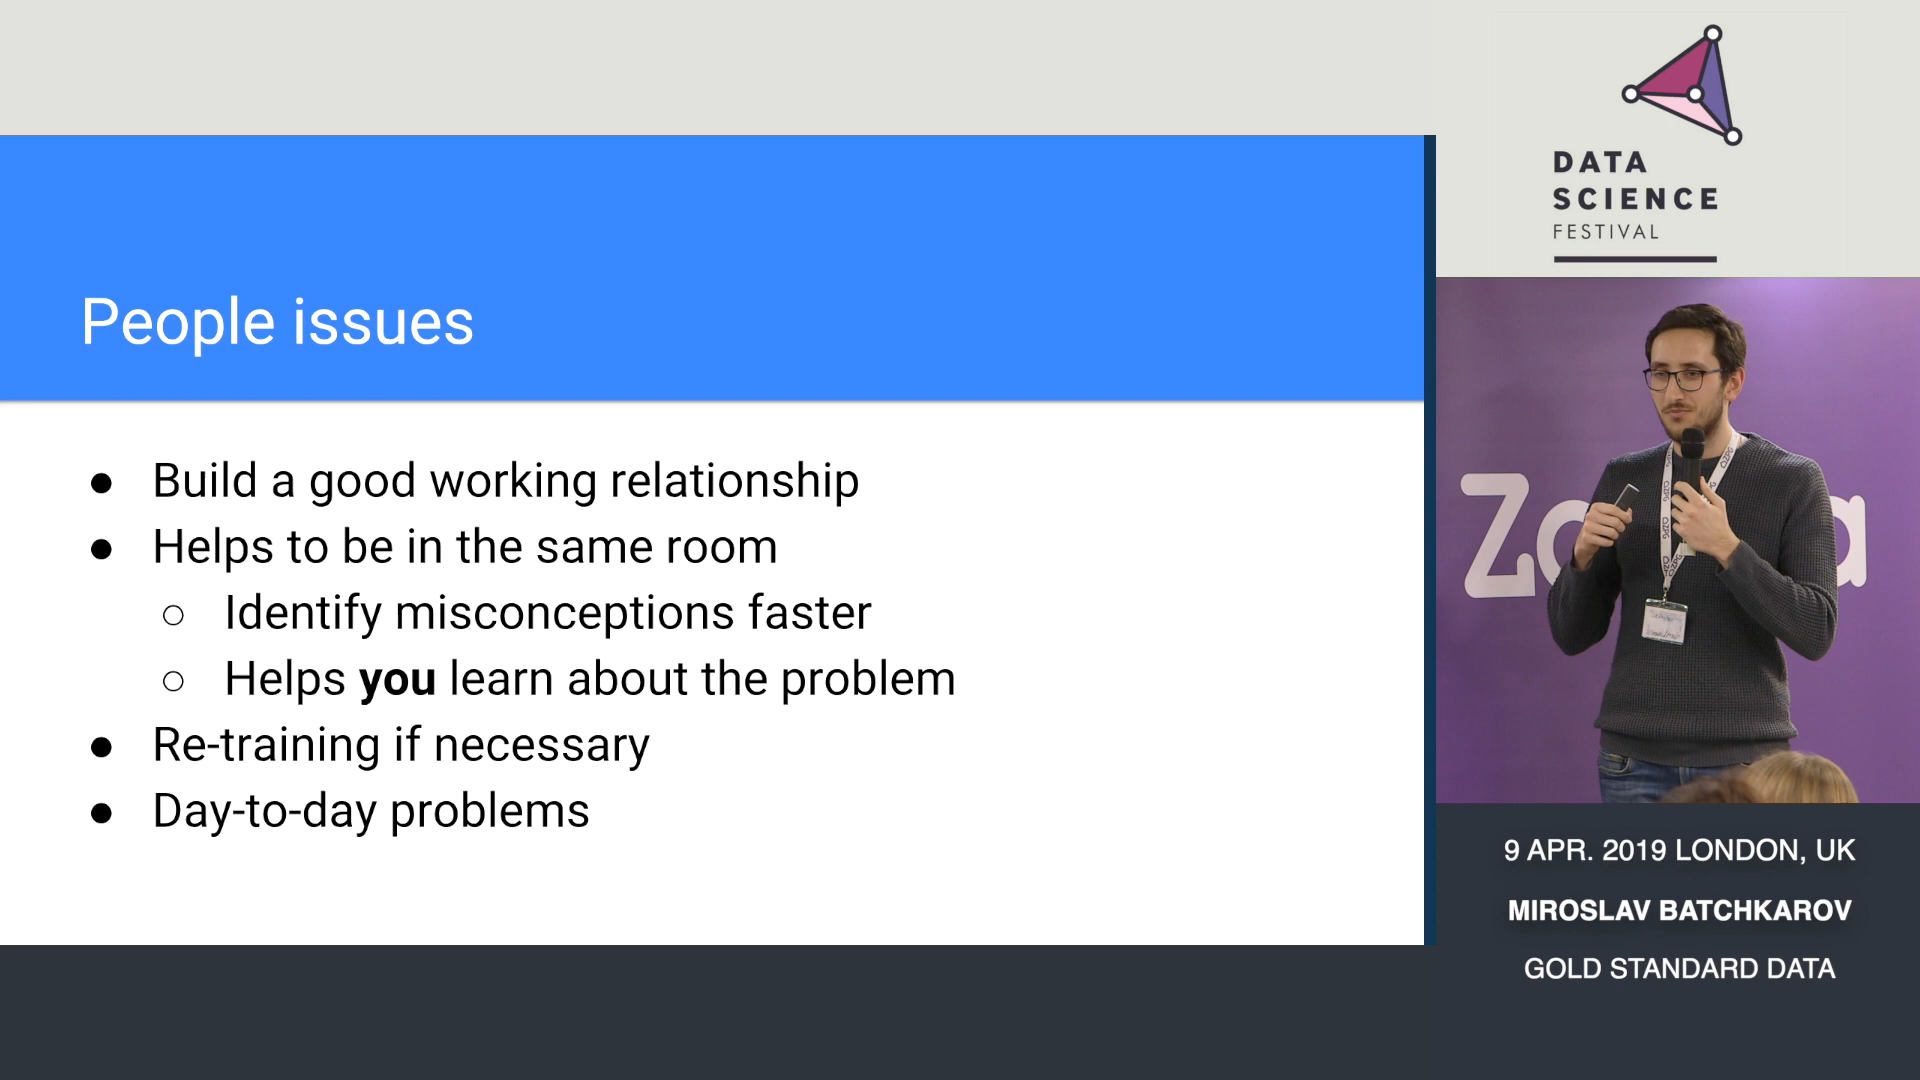 DATA
SCIENCE
FESTIVAL
People issues
● Build a good working relationship
● Helps to be in the same room
○ Identify misconceptions faster
○ Helps you learn about the problem
● Re-training if necessary
● Day-to-day problems
9 APR. 2019 LONDON, UK
MIROSLAV BATCHKAROV
GOLD STANDARD DATA